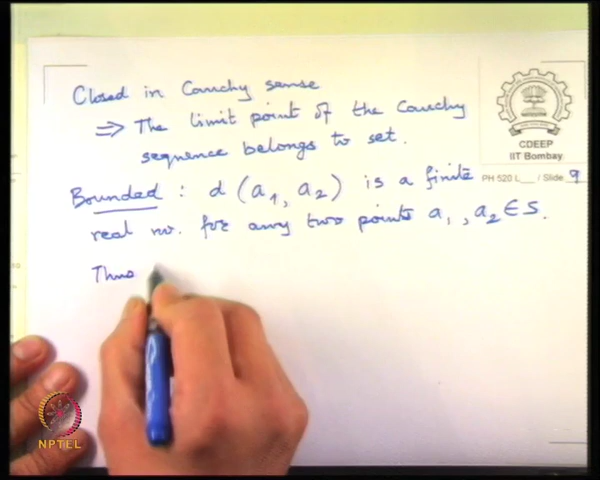 Closed in Cauchy sense
⇒ The limit point of the Cauchy
sequence belongs to set.
Bounded : d (a₁, a₂) is a finite
real no. for any two points a₁, a₂ ∈ S.
Thus
CDEEP
IIT Bombay
PH 520 L___ / Slide 9
NPTEL